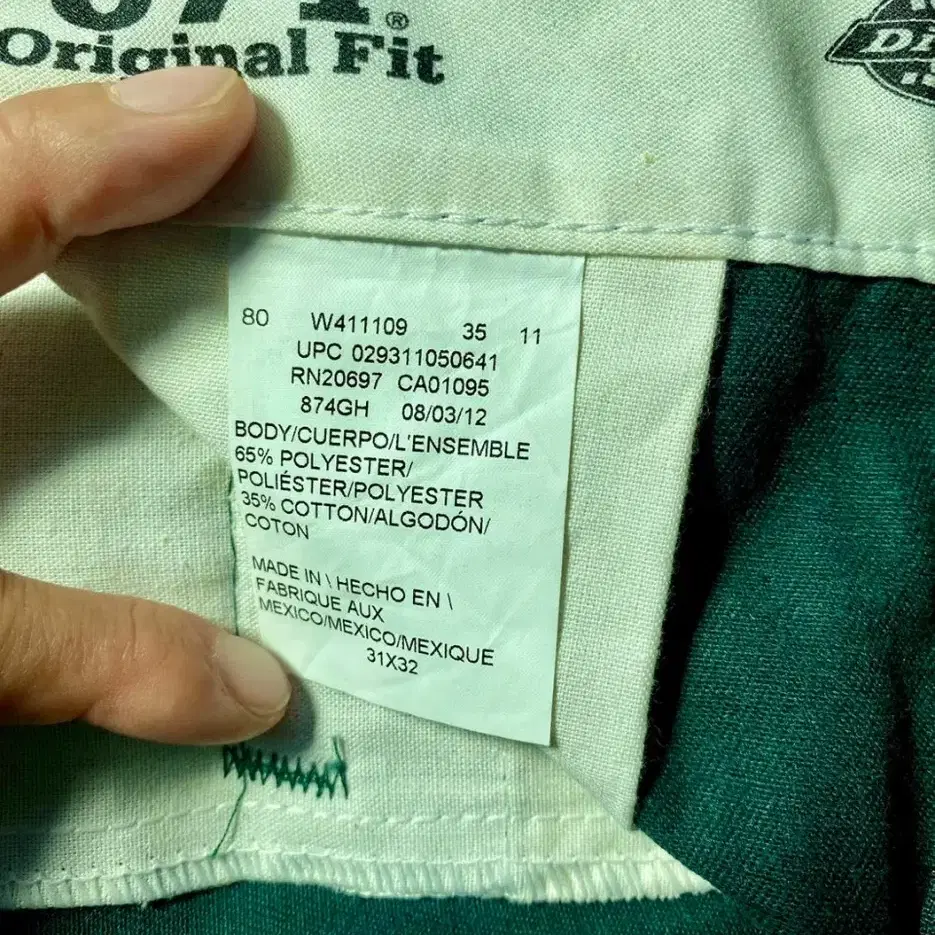 874®
Original Fit
80 W411109 35 11
UPC 029311050641
RN20697 CA01095
874GH 08/03/12
BODY/CUERPO/L'ENSEMBLE
65% POLYESTER/
POLIÉSTER/POLYESTER
35% COTTON/ALGODÓN/
COTON
MADE IN \ HECHO EN \
FABRIQUE AUX
MEXICO/MEXICO/MEXIQUE
31X32